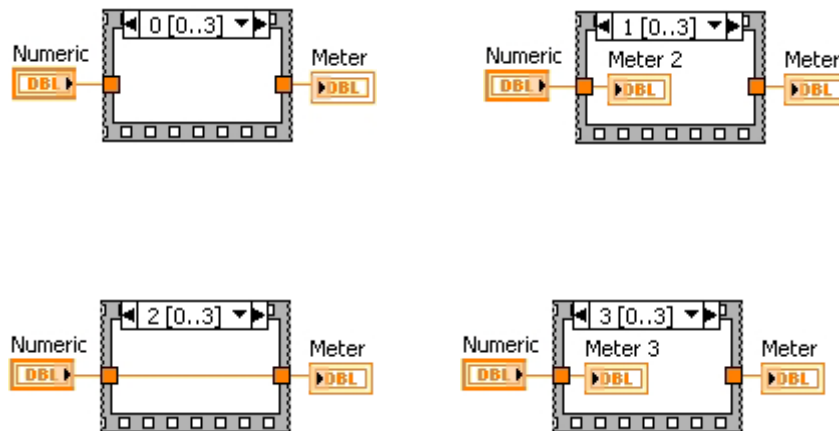 0 [0..3]
Numeric
DBL
Meter
DBL
1 [0..3]
Numeric
DBL
Meter 2
DBL
Meter
DBL
2 [0..3]
Numeric
DBL
Meter
DBL
3 [0..3]
Numeric
DBL
Meter 3
DBL
Meter
DBL